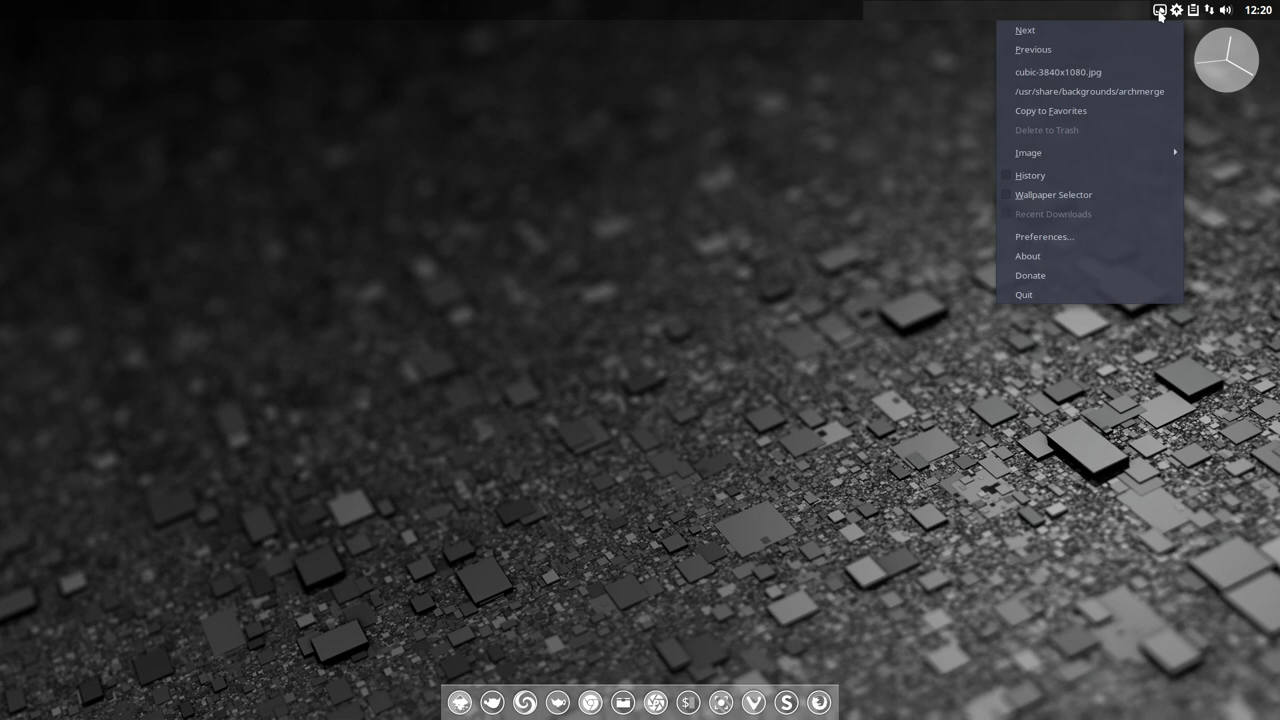 12:20
Next
Previous
cubic-3840x1080.jpg
/usr/share/backgrounds/archmerge
Copy to Favorites
Delete to Trash
Image
History
Wallpaper Selector
Recent Downloads
Preferences...
About
Donate
Quit
$
V
S